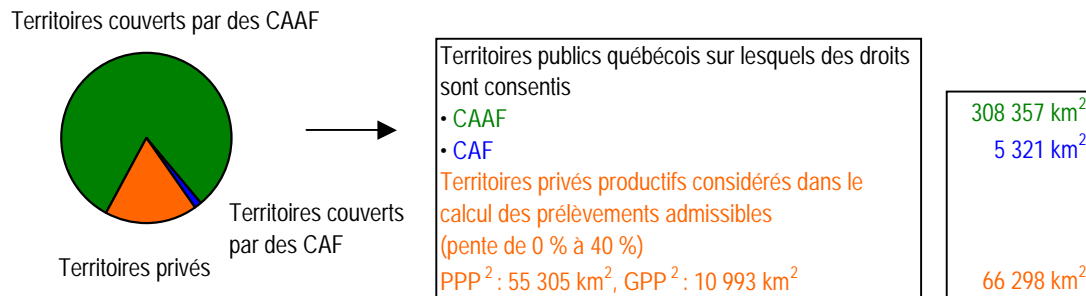 Territoires couverts par des CAAF
Territoires couverts
par des CAF
Territoires privés
Territoires publics québécois sur lesquels des droits
sont consentis
• CAAF
• CAF
Territoires privés productifs considérés dans le
calcul des prélèvements admissibles
(pente de 0 % à 40 %)
PPP ² : 55 305 km², GPP ² : 10 993 km²
308 357 km²
5 321 km²
66 298 km²